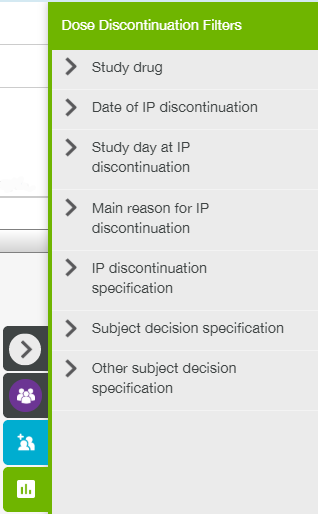 Dose Discontinuation Filters
Study drug
Date of IP discontinuation
Study day at IP
discontinuation
Main reason for IP
discontinuation
IP discontinuation
specification
Subject decision specification
Other subject decision
specification